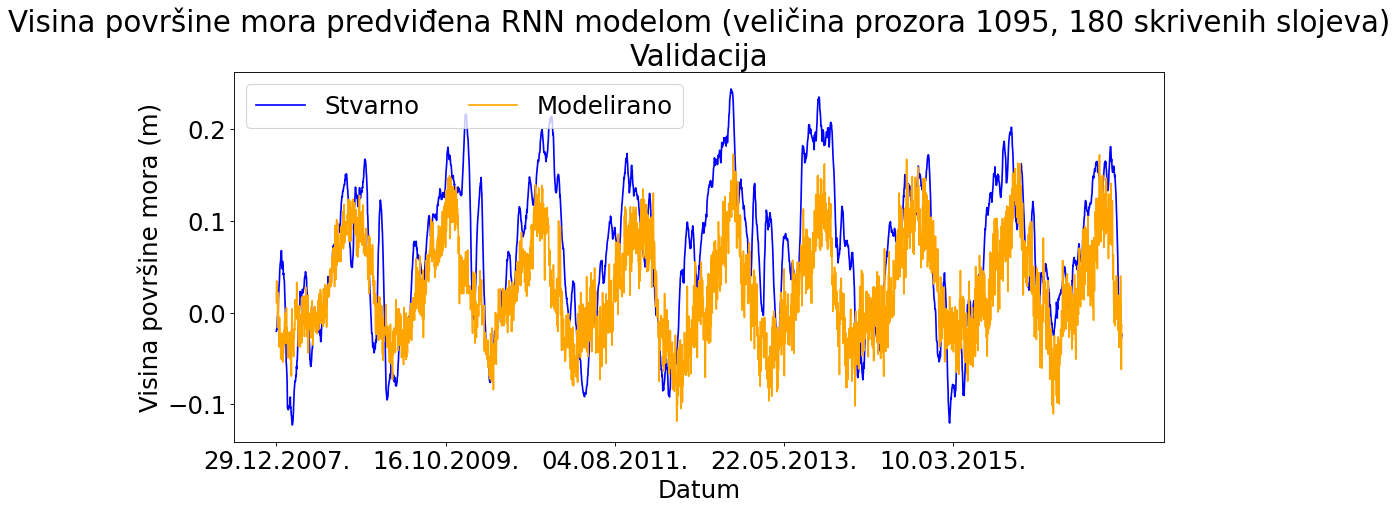 Visina površine mora predviđena RNN modelom (veličina prozora 1095, 180 skrivenih slojeva)
Validacija
Stvarno
Modelirano
Visina površine mora (m)
0.2
0.1
0.0
−0.1
29.12.2007.
16.10.2009.
04.08.2011.
22.05.2013.
10.03.2015.
Datum